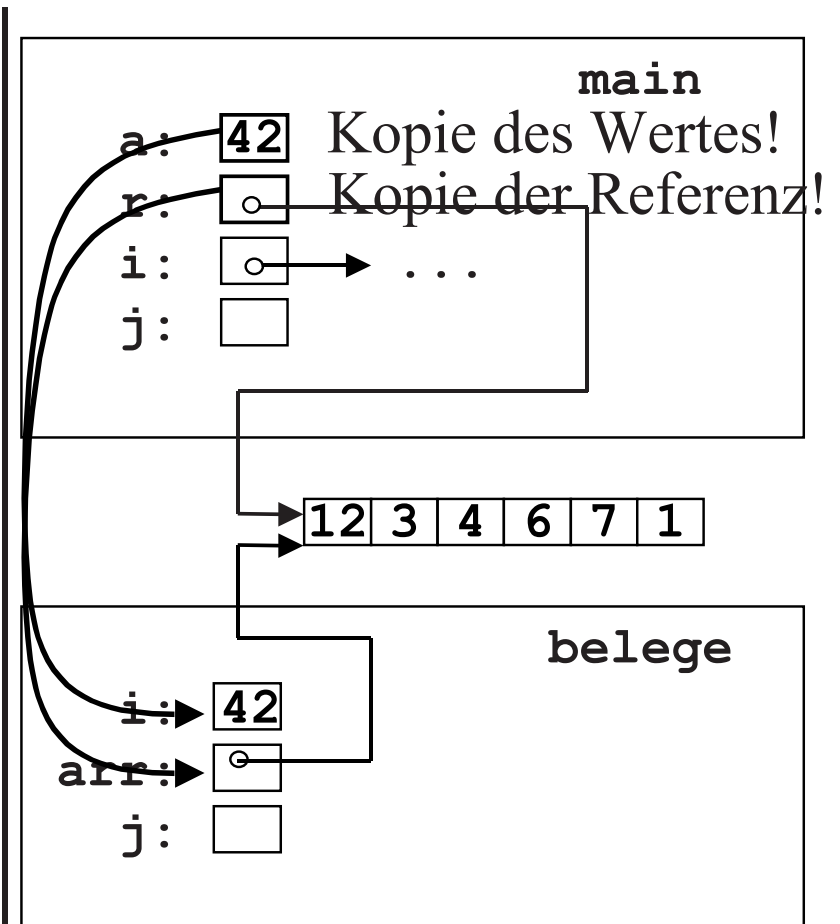 main
a: 42 Kopie des Wertes!
r: Kopie der Referenz!
i: ...
j:
12 3 4 6 7 1
belege
i: 42
arr:
j: